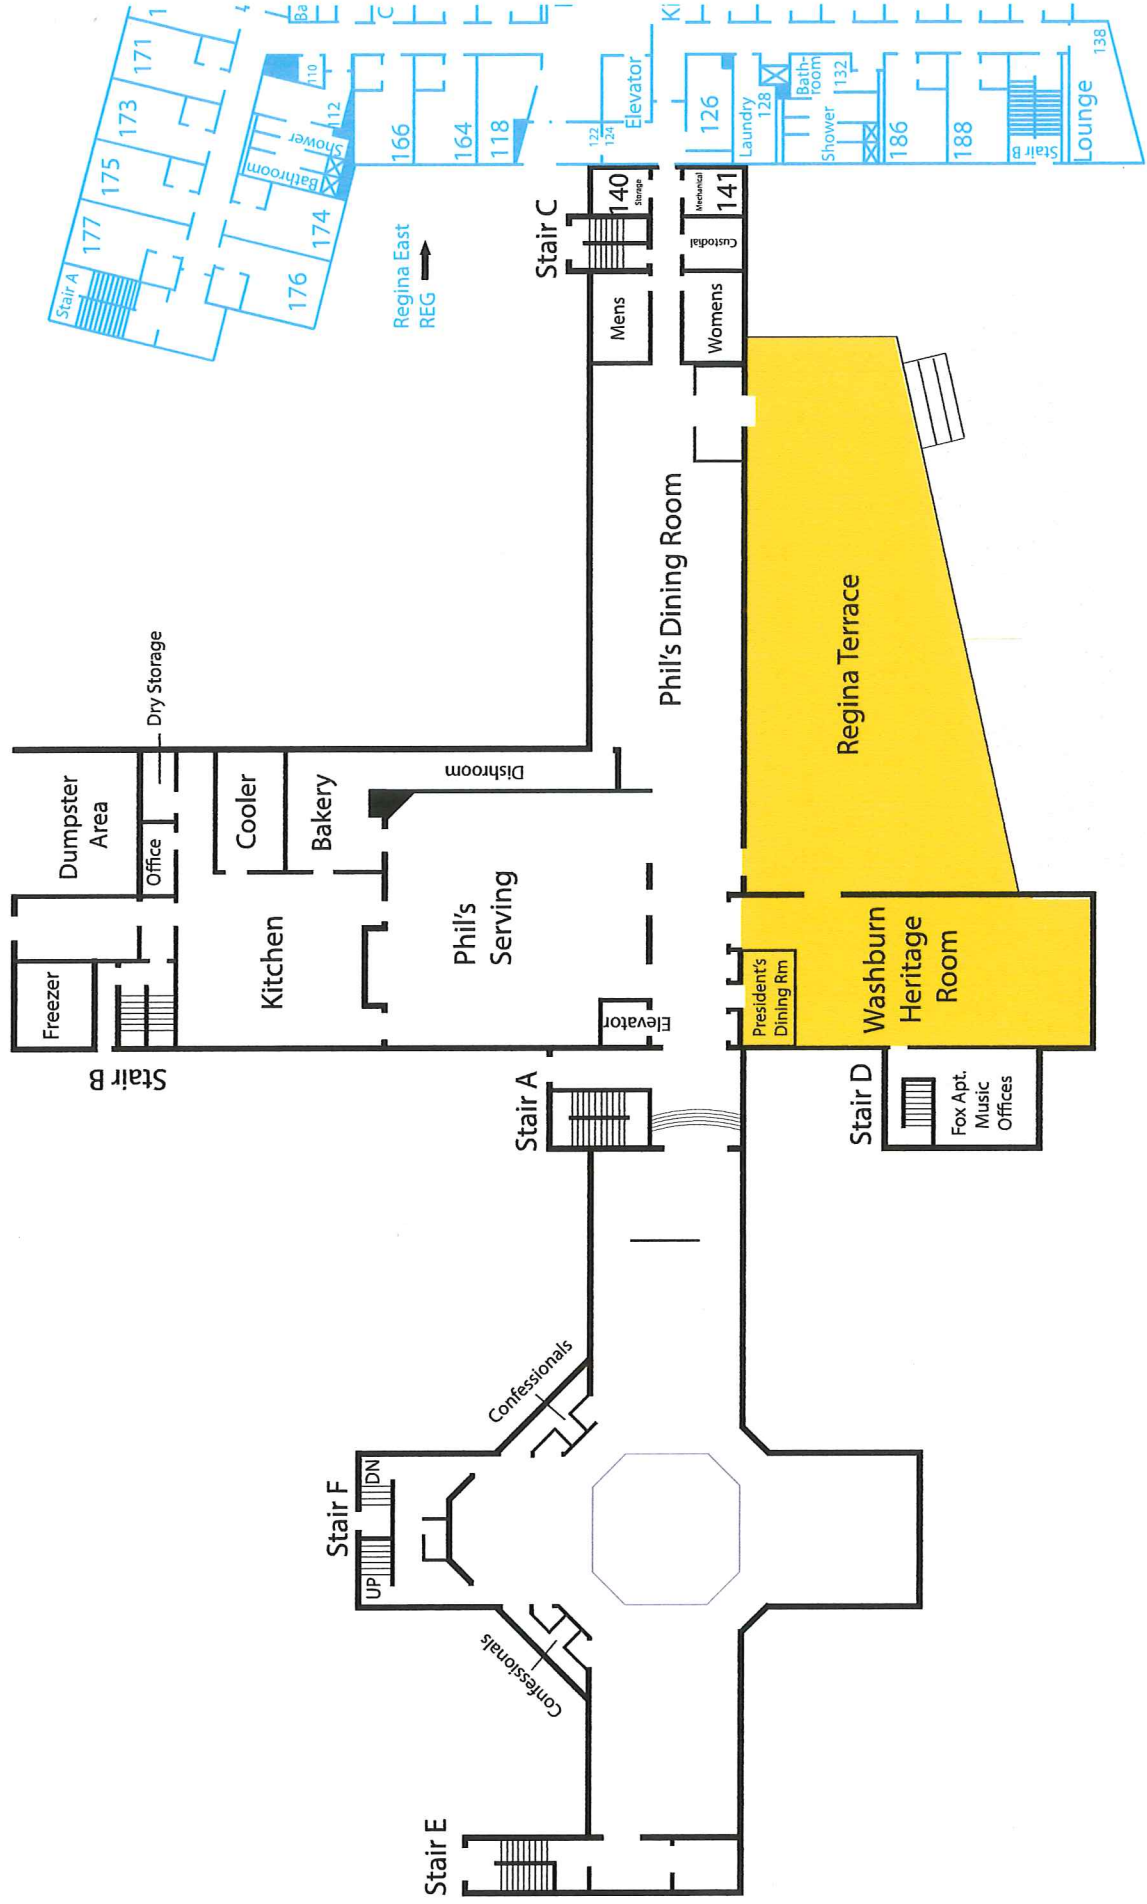 Stair E
Confessionals
Confessionals
UP
DN
Stair F
Stair A
Stair B
Freezer
Kitchen
Phil's
Serving
Elevator
Dumpster
Area
Office
Dry Storage
Cooler
Bakery
Dishroom
Phil's Dining Room
President's
Dining Rm
Washburn
Heritage
Room
Regina Terrace
Stair D
Fox Apt.
Music
Offices
Stair C
Mens
Womens
Custodial
140
Storage
Mechanical
141
Regina East
REG
Stair A
177
175
173
171
176
174
Bathroom
Shower
112
110
166
164
118
122
124
Elevator
126
Laundry
128
Bath-
room
132
Shower
186
188
Stair B
Lounge
138
Ba
C
Ki